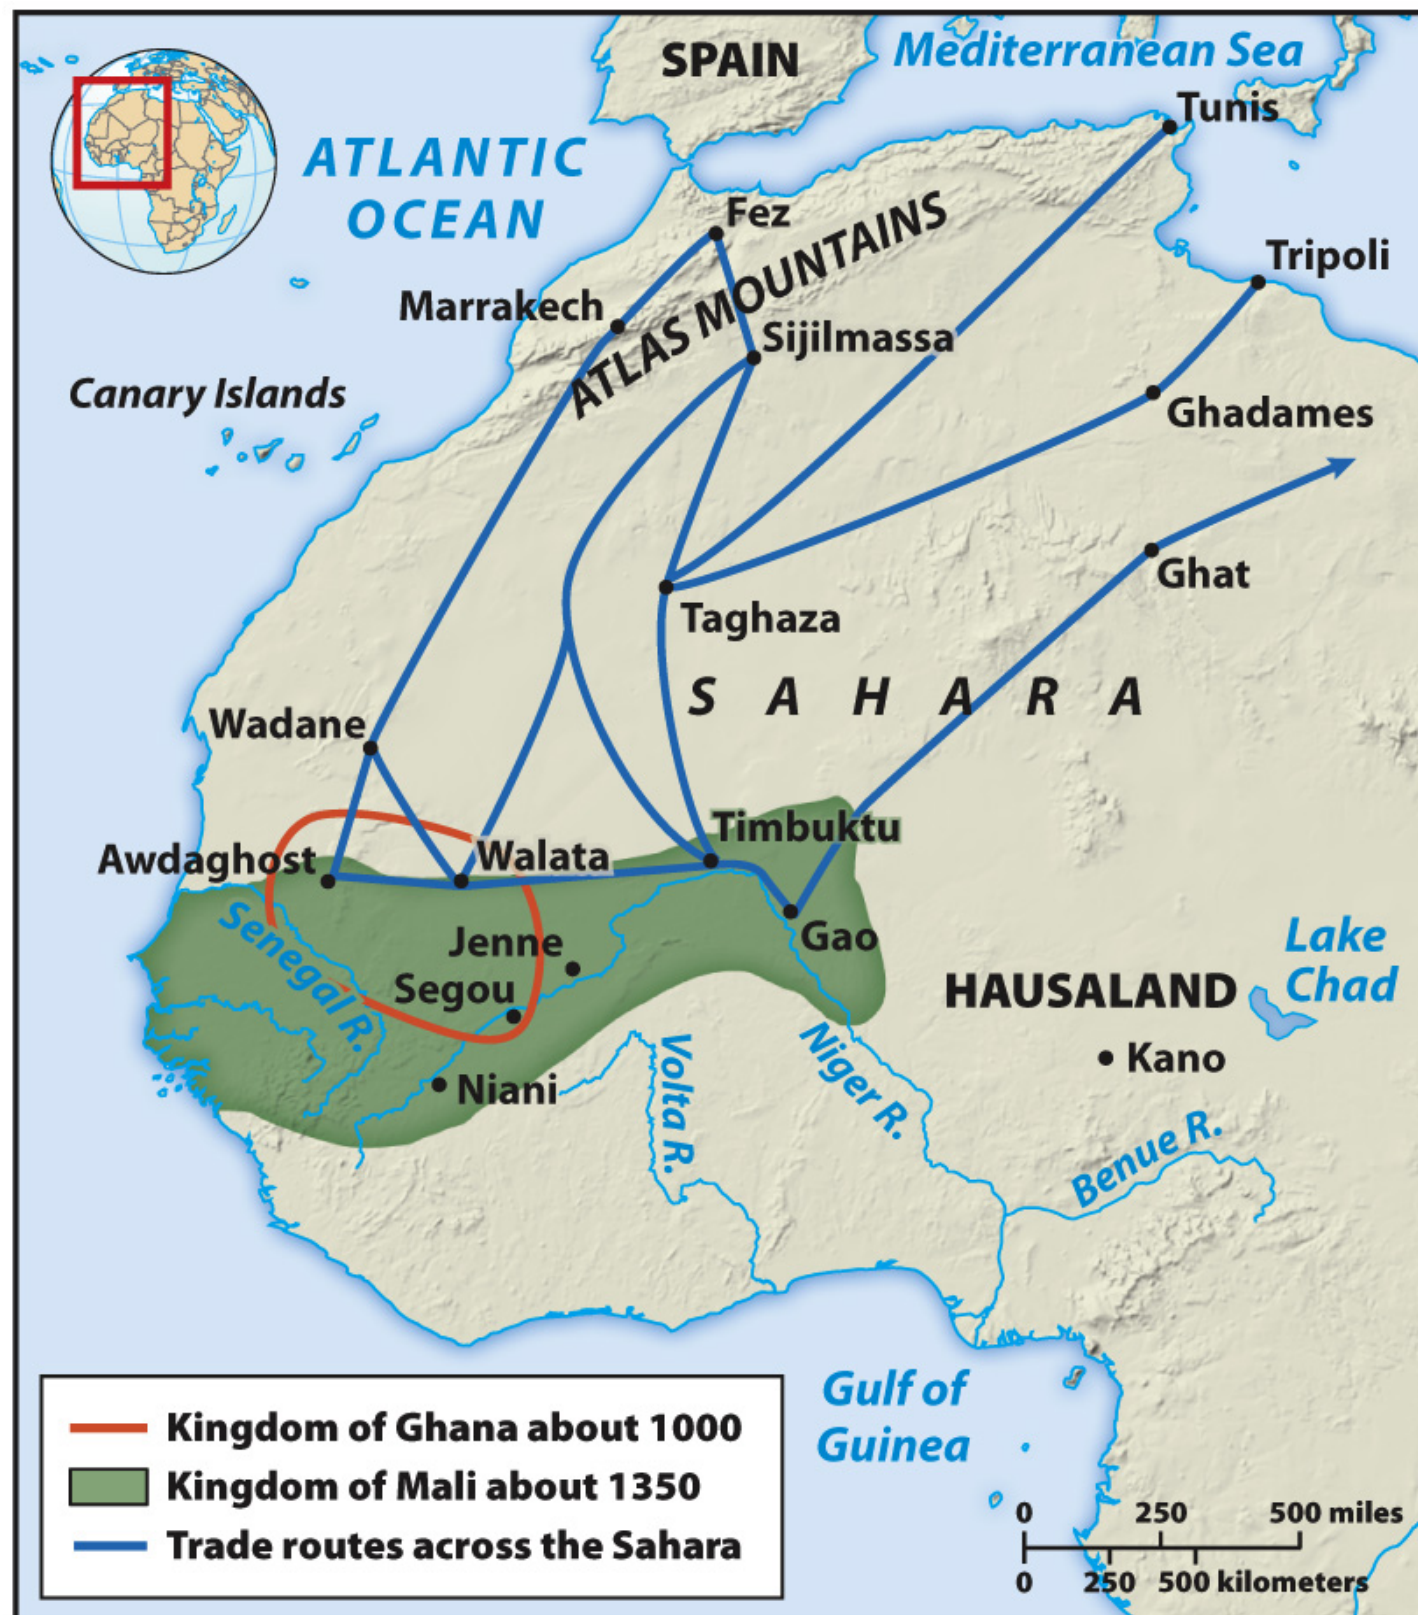 SPAIN
Mediterranean Sea
Tunis
ATLANTIC
OCEAN
Fez
Tripoli
Marrakech
ATLAS MOUNTAINS
Sijilmassa
Canary Islands
Ghadames
Ghat
Taghaza
S A H A R A
Wadane
Timbuktu
Awdaghost
Walata
Senegal R.
Jenne
Gao
Segou
Lake
Chad
HAUSALAND
Niani
Volta R.
Niger R.
Kano
Benue R.
Gulf of
Guinea
Kingdom of Ghana about 1000
Kingdom of Mali about 1350
Trade routes across the Sahara
0 250 500 miles
0 250 500 kilometers